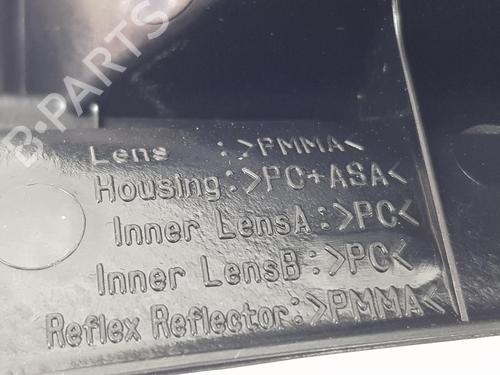 B-PARTS
Lens :>PMMA<
Housing:>PC+ASA<
Inner LensA:>PC<
Inner LensB:>PC<
Reflex Reflector:>PMMA<